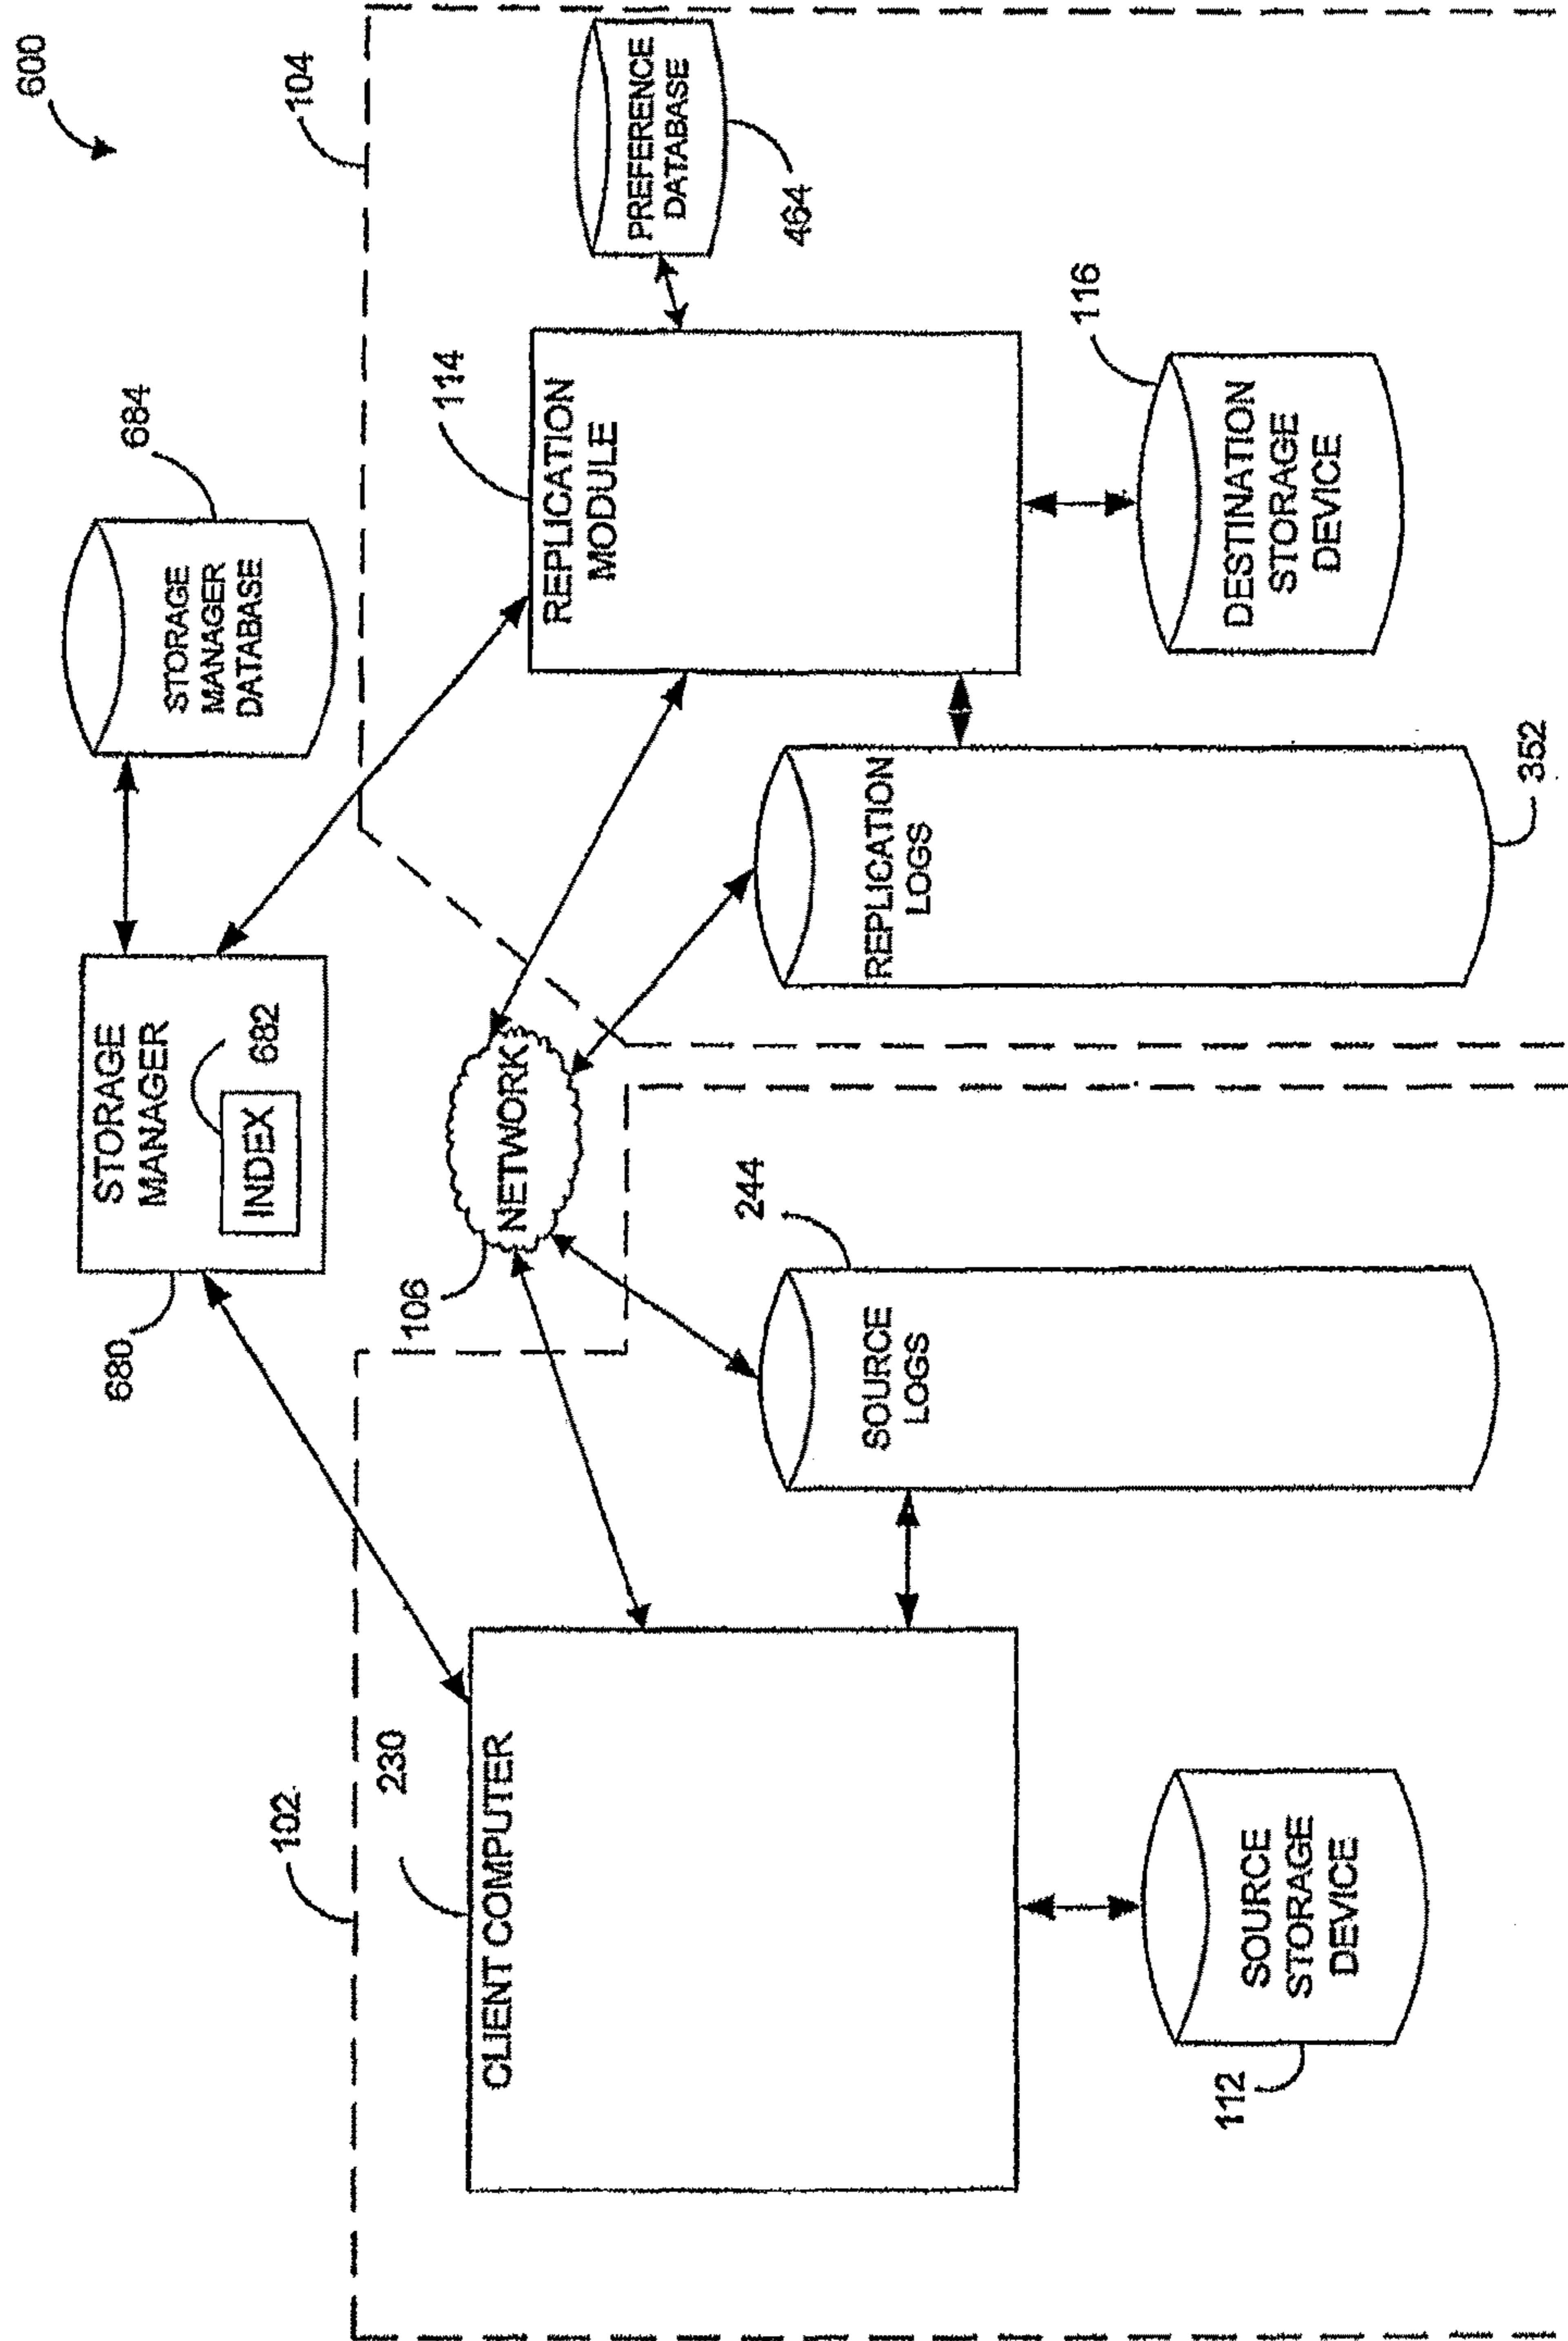 600
104
684
STORAGE
MANAGER
DATABASE
STORAGE
MANAGER
INDEX
682
680
106
NETWORK
102
230
CLIENT COMPUTER
114
REPLICATION
MODULE
PREFERENCE
DATABASE
464
244
SOURCE
LOGS
REPLICATION
LOGS
352
116
DESTINATION
STORAGE
DEVICE
SOURCE
STORAGE
DEVICE
112